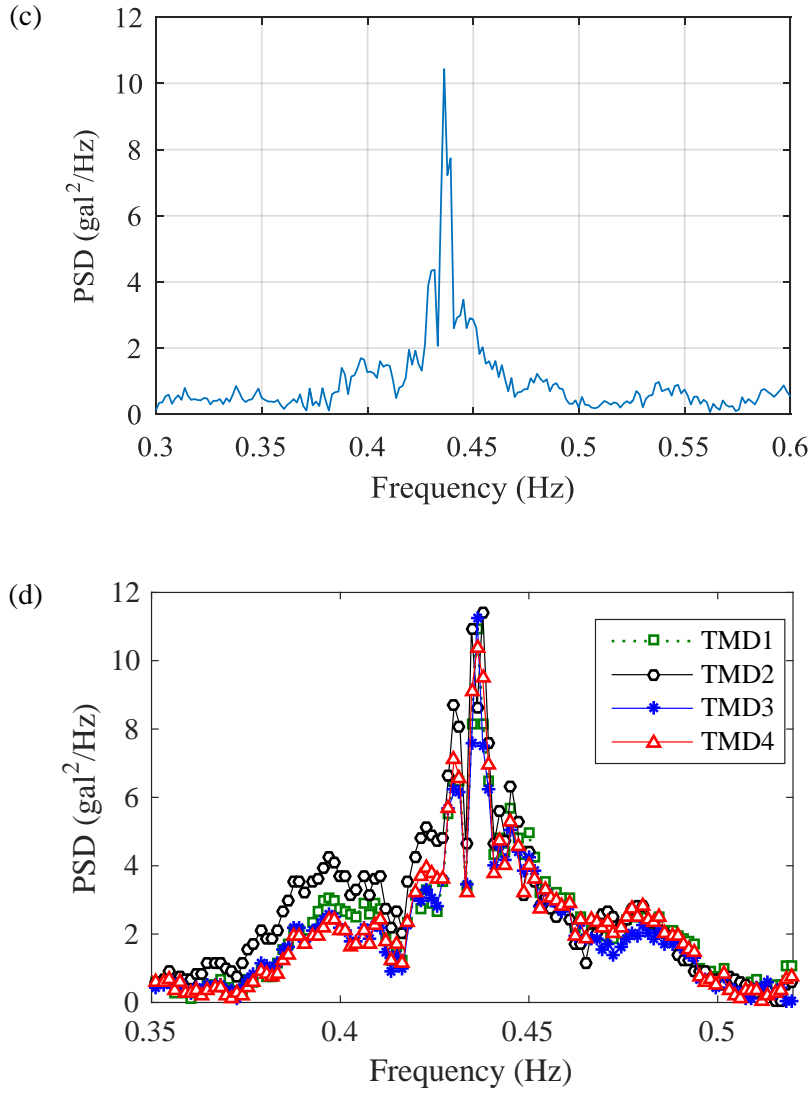 (c)
12
10
8
6
4
2
0
PSD (gal²/Hz)
0.3 0.35 0.4 0.45 0.5 0.55 0.6
Frequency (Hz)
(d)
12
10
8
6
4
2
0
PSD (gal²/Hz)
TMD1
TMD2
TMD3
TMD4
0.35 0.4 0.45 0.5
Frequency (Hz)